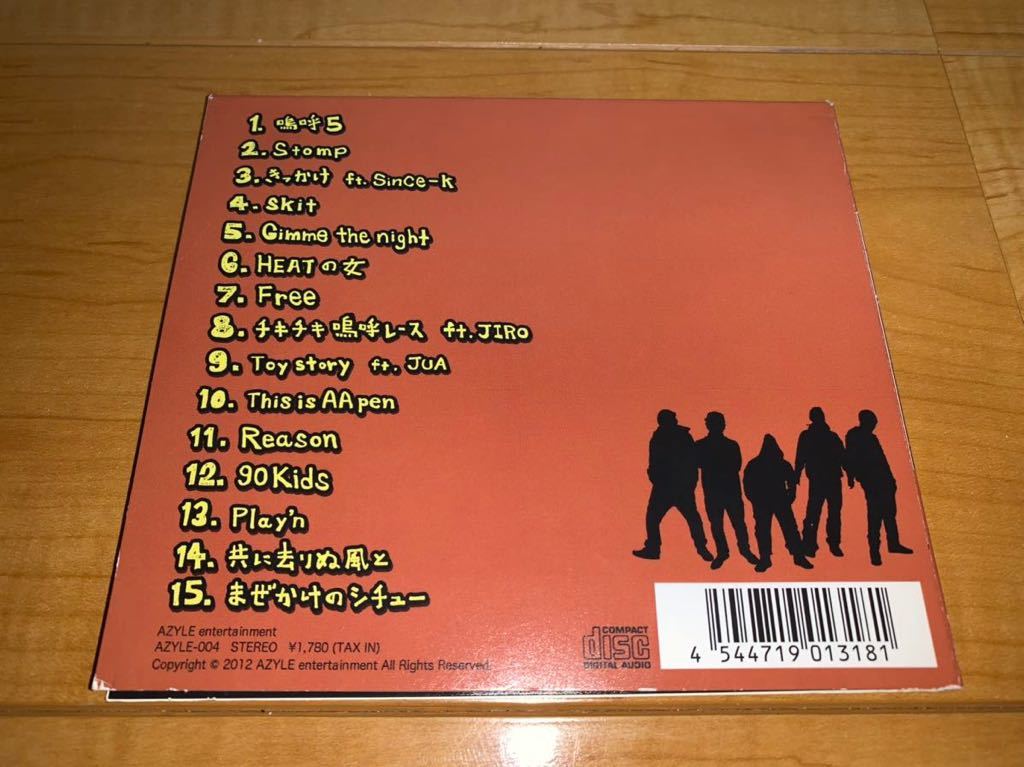 1. 嗚呼5
2. Stomp
3. きっかけ ft. Since-k
4. Skit
5. Gimme the night
6. HEATの女
7. Free
8. チキチキ嗚呼レース ft. JIRO
9. Toy story ft. JUA
10. This is AApen
11. Reason
12. 90Kids
13. Play'n
14. 共に去りぬ風と
15. まぜかけのシチュー
AZYLE entertainment
AZYLE-004 STEREO ¥1,780 (TAX IN)
Copyright © 2012 AZYLE entertainment All Rights Reserved.
COMPACT
disc
DIGITAL AUDIO
4 544719 013181